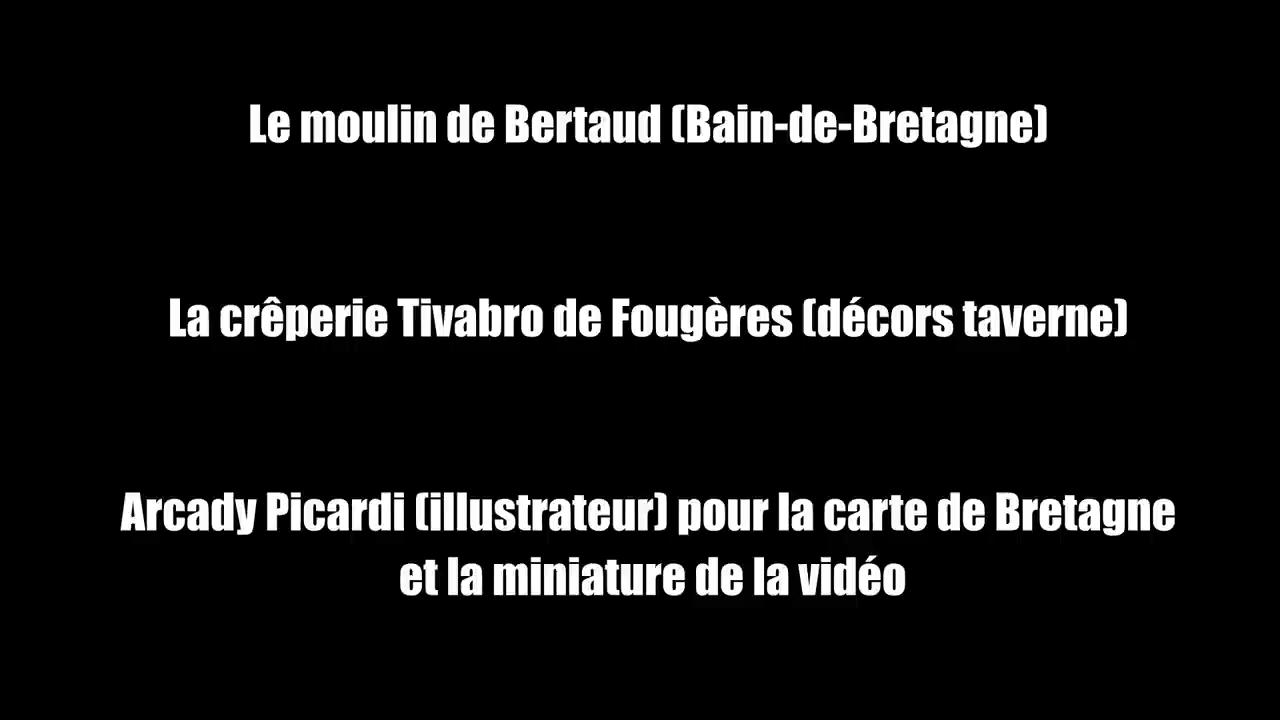 Le moulin de Bertaud (Bain-de-Bretagne)
La crêperie Tivabro de Fougères (décors taverne)
Arcady Picardi (illustrateur) pour la carte de Bretagne
et la miniature de la vidéo